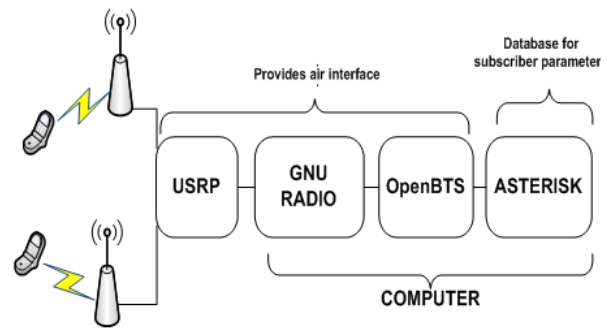 Database for
subscriber parameter
Provides air interface
USRP
GNU
RADIO
OpenBTS
ASTERISK
COMPUTER